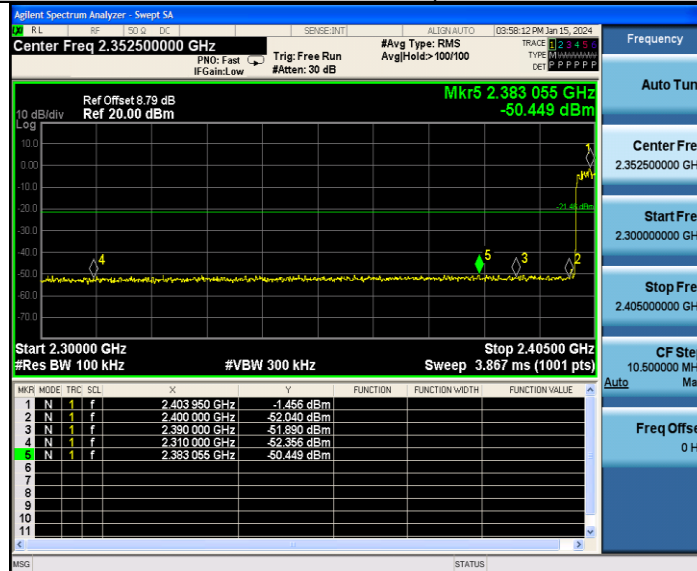 Agilent Spectrum Analyzer - Swept SA
RL RF 50 Ω DC SENSE:INT ALIGN AUTO 03:58:12 PM Jan 15, 2024
Center Freq 2.352500000 GHz
PNO: Fast
IFGain:Low
Trig: Free Run
#Atten: 30 dB
#Avg Type: RMS
Avg|Hold:>100/100
TRACE 1 2 3 4 5 6
TYPE M
DET P P P P P P
Ref Offset 8.79 dB
10 dB/div Ref 20.00 dBm
Log
Mkr5 2.383 055 GHz
-50.449 dBm
10.0
0.00
-10.0
-20.0
-30.0
-40.0
-50.0
-60.0
-70.0
1
-21.46 dBm
4
5
3
2
Start 2.30000 GHz Stop 2.40500 GHz
#Res BW 100 kHz #VBW 300 kHz Sweep 3.867 ms (1001 pts)
MKR MODE TRC SCL X Y FUNCTION FUNCTION WIDTH FUNCTION VALUE
1 N 1 f 2.403 950 GHz -1.456 dBm
2 N 1 f 2.400 000 GHz -52.040 dBm
3 N 1 f 2.390 000 GHz -51.890 dBm
4 N 1 f 2.310 000 GHz -52.356 dBm
5 N 1 f 2.383 055 GHz -50.449 dBm
6
7
8
9
10
11
MSG STATUS
Frequency
Auto Tun
Center Fre
2.352500000 GH
Start Fre
2.300000000 GH
Stop Fre
2.405000000 GH
CF Ste
10.500000 MH
Auto Ma
Freq Offse
0 H